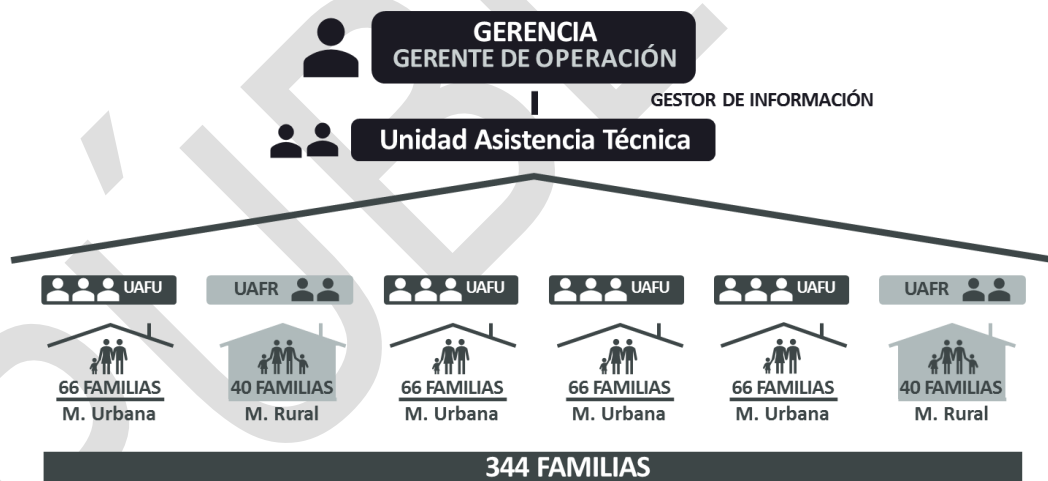 GERENCIA
GERENTE DE OPERACIÓN
GESTOR DE INFORMACIÓN
Unidad Asistencia Técnica
UAFU
UAFR
UAFU
UAFU
UAFU
UAFR
66 FAMILIAS
M. Urbana
40 FAMILIAS
M. Rural
66 FAMILIAS
M. Urbana
66 FAMILIAS
M. Urbana
66 FAMILIAS
M. Urbana
40 FAMILIAS
M. Rural
344 FAMILIAS